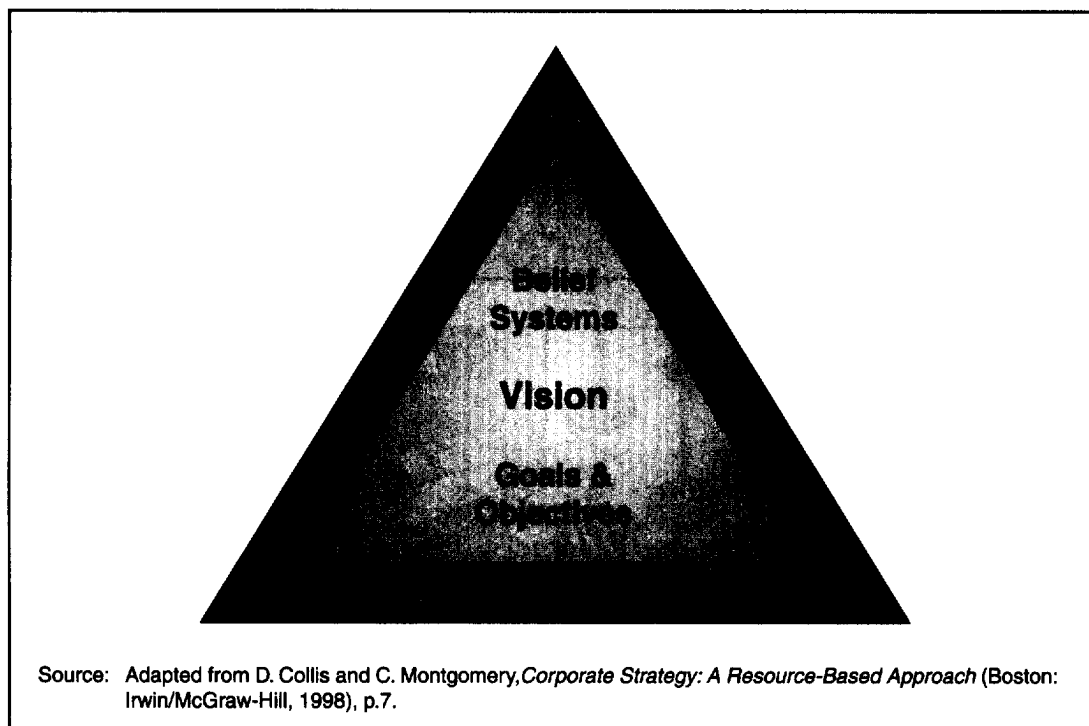 Belief
Systems
Vision
Goals &
Objectives
Source: Adapted from D. Collis and C. Montgomery, Corporate Strategy: A Resource-Based Approach (Boston:
Irwin/McGraw-Hill, 1998), p.7.